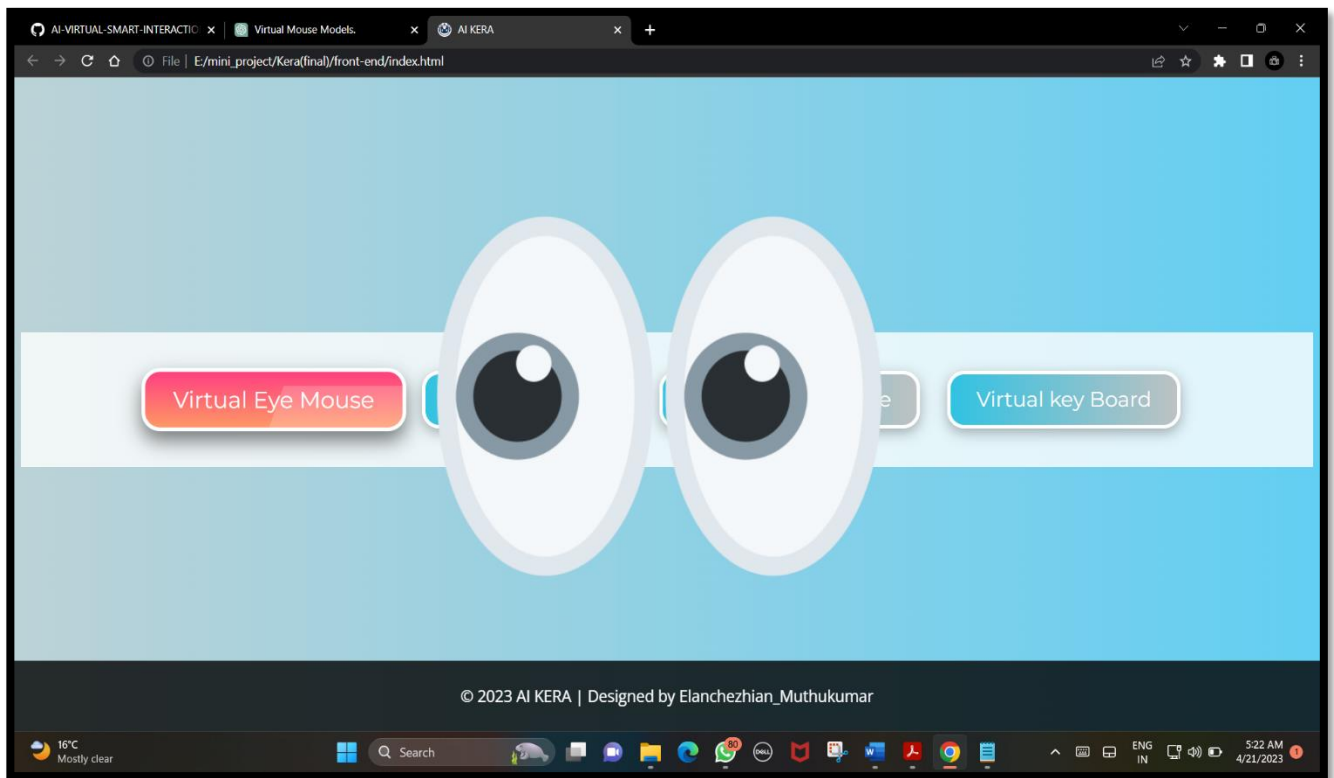 AI-VIRTUAL-SMART-INTERACTIO
Virtual Mouse Models.
AI KERA
File | E:/mini_project/Kera(final)/front-end/index.html
Virtual Eye Mouse
e
Virtual key Board
© 2023 AI KERA | Designed by Elanchezhian_Muthukumar
16°C
Mostly clear
Search
80
DELL
ENG
IN
5:22 AM
4/21/2023
1